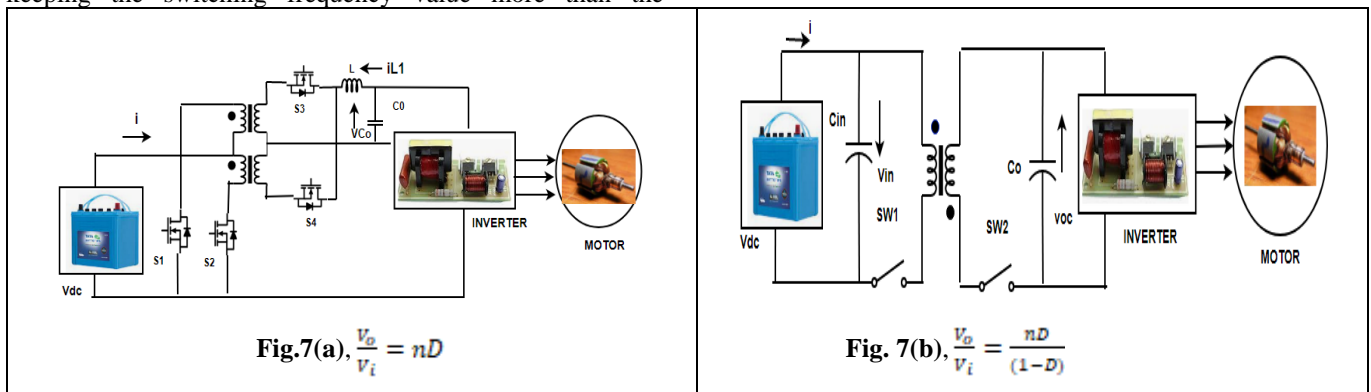 keeping the switching frequency value more than the
i
S3
L
iL1
C0
VCo
S4
S1
S2
Vdc
INVERTER
MOTOR
Fig.7(a), Vo/Vi = nD
i
Cin
Vin
SW1
SW2
Co
voc
Vdc
INVERTER
MOTOR
Fig. 7(b), Vo/Vi = nD/(1-D)